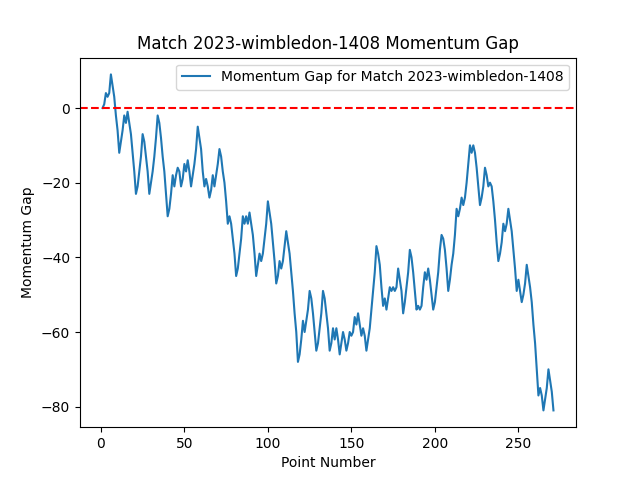 Match 2023-wimbledon-1408 Momentum Gap
Momentum Gap for Match 2023-wimbledon-1408
Momentum Gap
0
−20
−40
−60
−80
0 50 100 150 200 250
Point Number